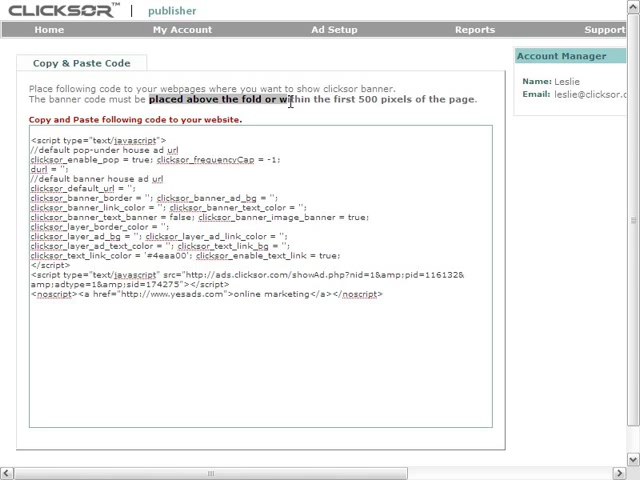 CLICKSOR™ publisher
Home My Account Ad Setup Reports Support
Copy & Paste Code
Account Manager
Name: Leslie
Email: leslie@clicksor.c
Place following code to your webpages where you want to show clicksor banner.
The banner code must be placed above the fold or within the first 500 pixels of the page.
Copy and Paste following code to your website.
<script type="text/javascript">
//default pop-under house ad url
clicksor_enable_pop = true; clicksor_frequencyCap = -1;
durl = '';
//default banner house ad url
clicksor_default_url = '';
clicksor_banner_border = ''; clicksor_banner_ad_bg = '';
clicksor_banner_link_color = ''; clicksor_banner_text_color = '';
clicksor_banner_text_banner = false; clicksor_banner_image_banner = true;
clicksor_layer_border_color = '';
clicksor_layer_ad_bg = ''; clicksor_layer_ad_link_color = '';
clicksor_layer_ad_text_color = ''; clicksor_text_link_bg = '';
clicksor_text_link_color = '#4eaa00'; clicksor_enable_text_link = true;
</script>
<script type="text/javascript" src="http://ads.clicksor.com/showAd.php?nid=1&amp;pid=116132&
amp;adtype=1&amp;sid=174275"></script>
<noscript><a href="http://www.yesads.com">online marketing</a></noscript>